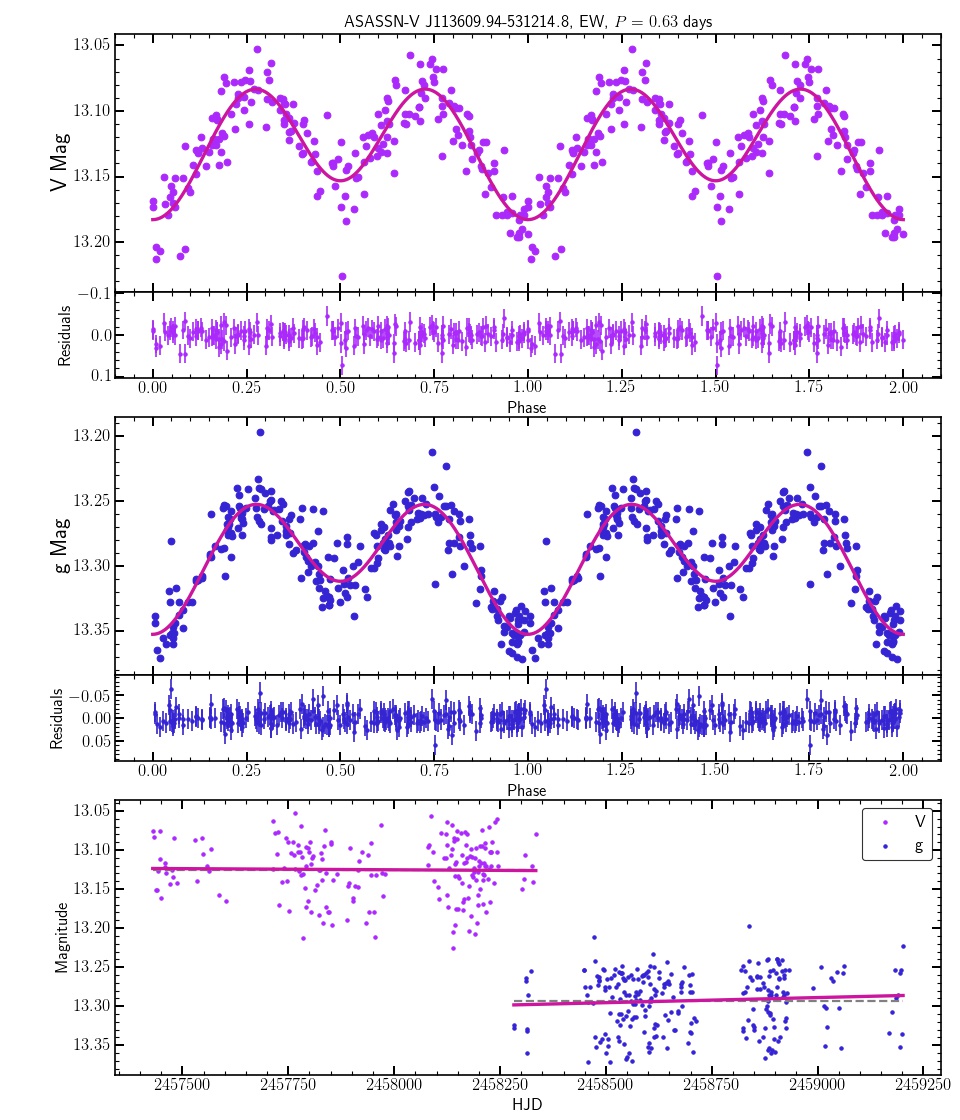 ASASSN-V J113609.94-531214.8, EW, P = 0.63 days
13.05
13.10
13.15
13.20
V Mag
−0.1
0.0
0.1
Residuals
0.00 0.25 0.50 0.75 1.00 1.25 1.50 1.75 2.00
Phase
13.20
13.25
13.30
13.35
g Mag
−0.05
0.00
0.05
Residuals
0.00 0.25 0.50 0.75 1.00 1.25 1.50 1.75 2.00
Phase
13.05
13.10
13.15
13.20
13.25
13.30
13.35
Magnitude
V
g
2457500 2457750 2458000 2458250 2458500 2458750 2459000 2459250
HJD